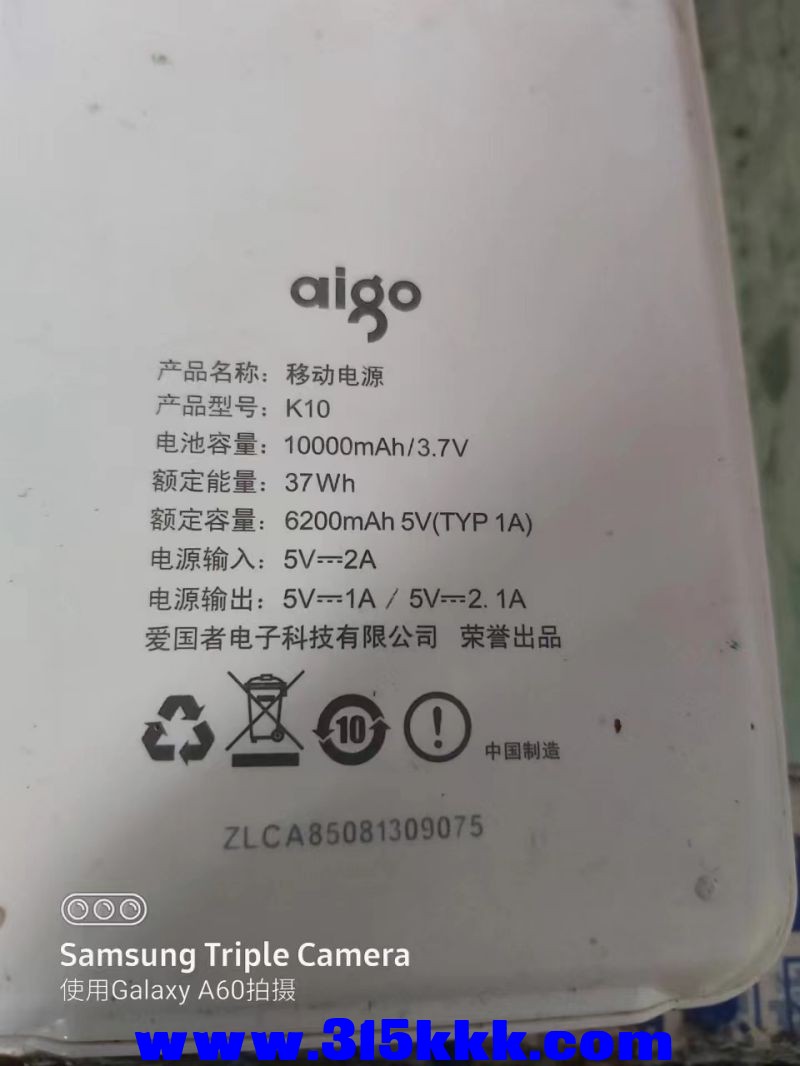 aigo
产品名称：移动电源
产品型号：K10
电池容量：10000mAh/3.7V
额定能量：37Wh
额定容量：6200mAh 5V(TYP 1A)
电源输入：5V⎓2A
电源输出：5V⎓1A / 5V⎓2.1A
爱国者电子科技有限公司 荣誉出品
10
中国制造
ZLCA85081309075
Samsung Triple Camera
使用Galaxy A60拍摄
www.315kkk.com